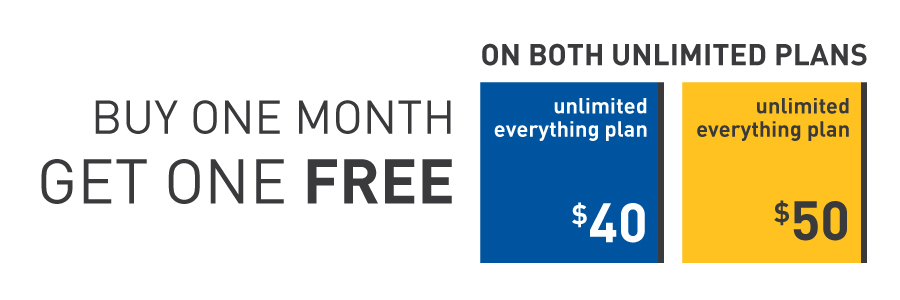 BUY ONE MONTH
GET ONE FREE
ON BOTH UNLIMITED PLANS
unlimited
everything plan
$40
unlimited
everything plan
$50